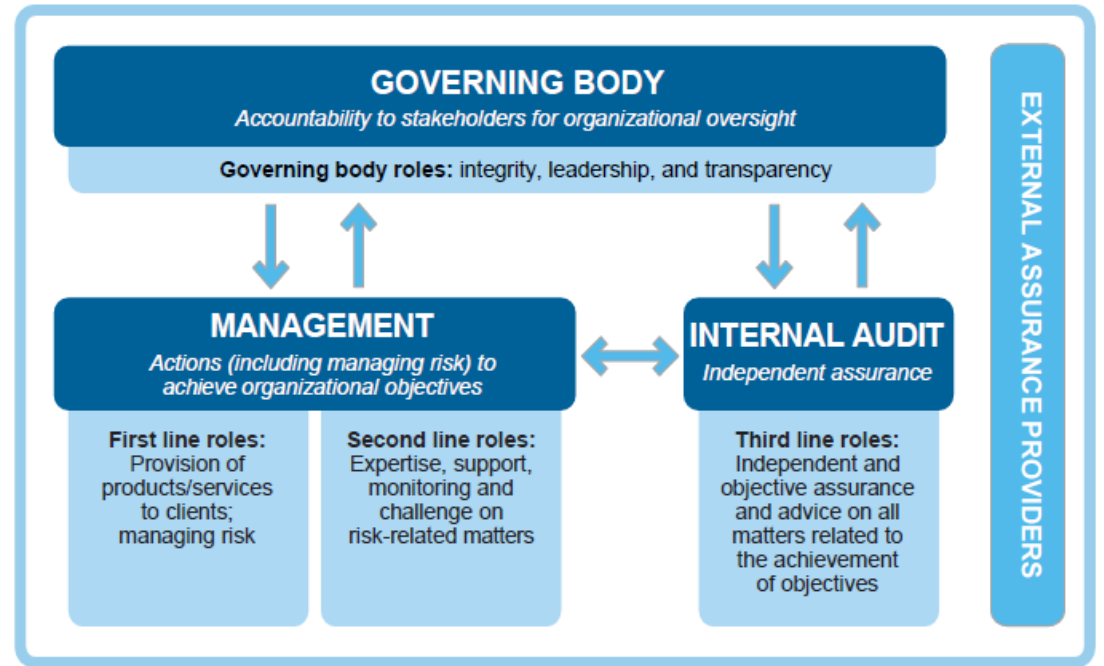 GOVERNING BODY
Accountability to stakeholders for organizational oversight
Governing body roles: integrity, leadership, and transparency
MANAGEMENT
Actions (including managing risk) to
achieve organizational objectives
First line roles:
Provision of
products/services
to clients;
managing risk
Second line roles:
Expertise, support,
monitoring and
challenge on
risk-related matters
INTERNAL AUDIT
Independent assurance
Third line roles:
Independent and
objective assurance
and advice on all
matters related to
the achievement
of objectives
EXTERNAL ASSURANCE PROVIDERS